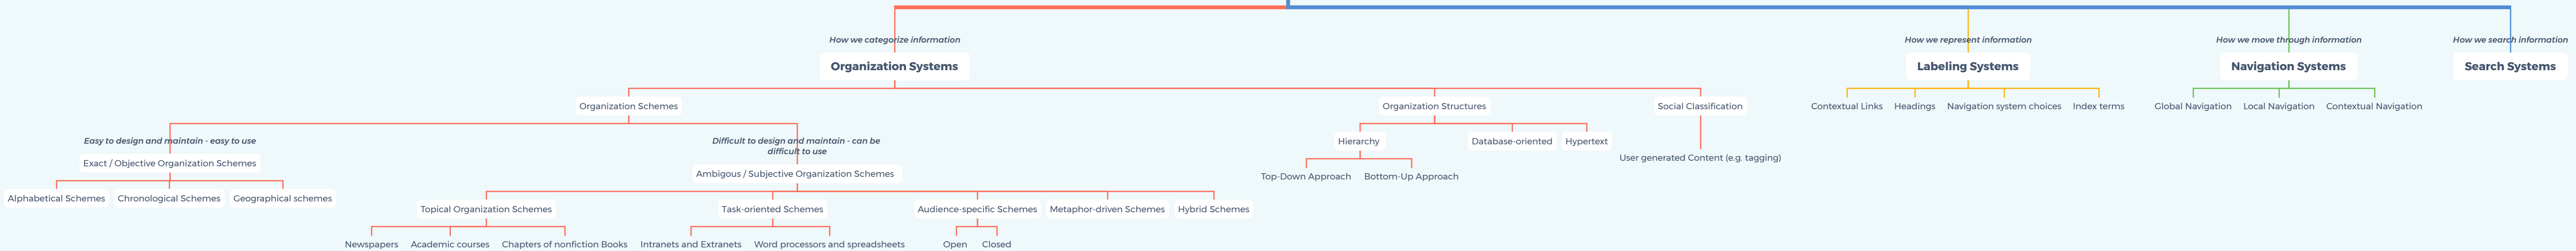 How we categorize information
Organization Systems
Organization Schemes
Easy to design and maintain - easy to use
Exact / Objective Organization Schemes
Alphabetical Schemes
Chronological Schemes
Geographical schemes
Difficult to design and maintain - can be
difficult to use
Ambigous / Subjective Organization Schemes
Topical Organization Schemes
Newspapers
Academic courses
Chapters of nonfiction Books
Task-oriented Schemes
Intranets and Extranets
Word processors and spreadsheets
Audience-specific Schemes
Open
Closed
Metaphor-driven Schemes
Hybrid Schemes
Organization Structures
Hierarchy
Top-Down Approach
Bottom-Up Approach
Database-oriented
Hypertext
Social Classification
User generated Content (e.g. tagging)
How we represent information
Labeling Systems
Contextual Links
Headings
Navigation system choices
Index terms
How we move through information
Navigation Systems
Global Navigation
Local Navigation
Contextual Navigation
How we search information
Search Systems